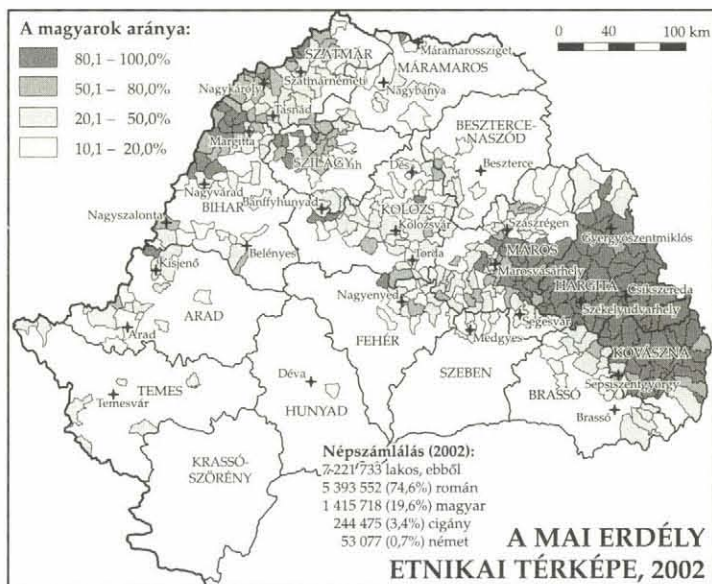 A magyarok aránya:
80,1 – 100,0%
50,1 – 80,0%
20,1 – 50,0%
10,1 – 20,0%
0 20 40 60 80 100 km
SZATMÁR
Máramarossziget
Szatmárnémeti
MÁRAMAROS
Nagykároly
Nagybánya
Tasnád
BESZTERCE-
NASZÓD
Margitta
SZILÁGY
Dés
Beszterce
Nagyvárad
Bánffyhunyad
KOLOZS
BIHAR
Nagyszalonta
Kolozsvár
Szászrégen
Gyergyószentmiklós
MAROS
Belényes
Torda
Marosvásárhely
Kisjenő
HARGITA
Csíkszereda
Nagyenyed
Székelyudvarhely
ARAD
Segesvár
Arad
FEHÉR
Medgyes
KOVÁSZNA
Déva
SZEBEN
Sepsiszentgyörgy
TEMES
BRASSÓ
Temesvár
HUNYAD
Brassó
KRASSÓ-
SZÖRÉNY
Népszámlálás (2002):
7 221 733 lakos, ebből
5 393 552 (74,6%) román
1 415 718 (19,6%) magyar
244 475 (3,4%) cigány
53 077 (0,7%) német
A MAI ERDÉLY
ETNIKAI TÉRKÉPE, 2002